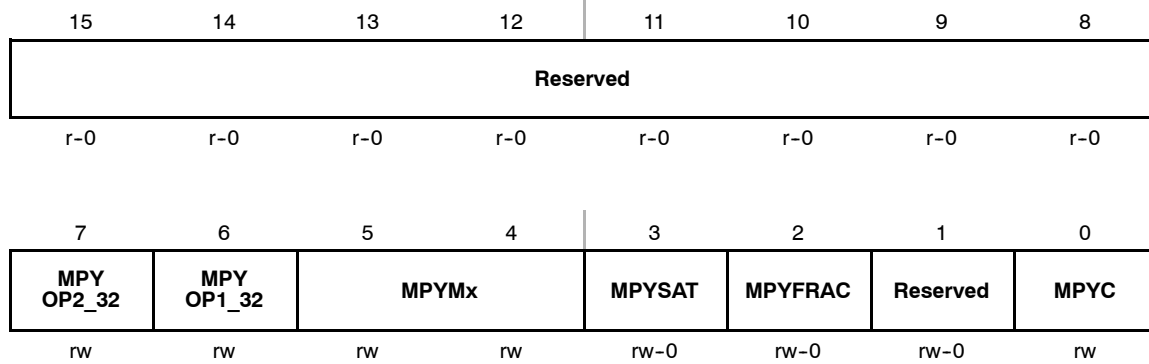 15 14 13 12 11 10 9 8
Reserved
r-0 r-0 r-0 r-0 r-0 r-0 r-0 r-0
7 6 5 4 3 2 1 0
MPY OP2_32 MPY OP1_32 MPYMx MPYSAT MPYFRAC Reserved MPYC
rw rw rw rw rw-0 rw-0 rw-0 rw